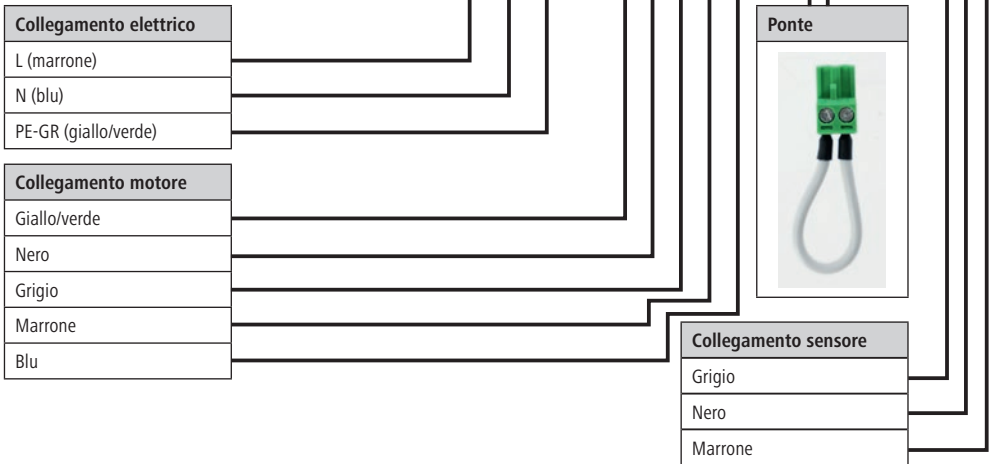 Collegamento elettrico
L (marrone)
N (blu)
PE-GR (giallo/verde)
Collegamento motore
Giallo/verde
Nero
Grigio
Marrone
Blu
Ponte
Collegamento sensore
Grigio
Nero
Marrone